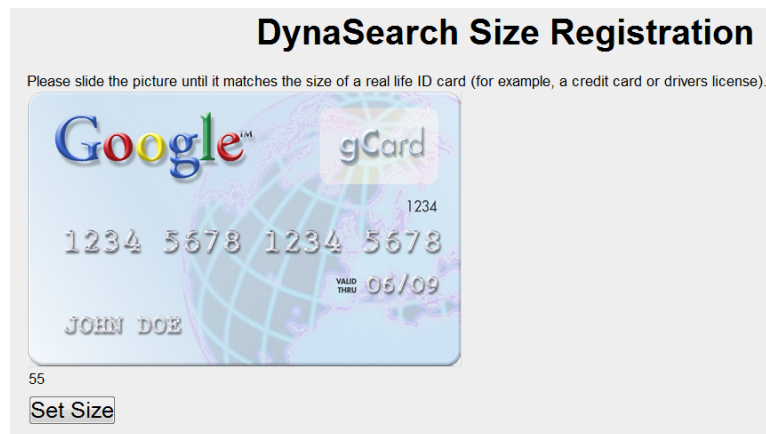 DynaSearch Size Registration
Please slide the picture until it matches the size of a real life ID card (for example, a credit card or drivers license).
Google™ gCard
1234
1234 5678 1234 5678
VALID THRU 06/09
JOHN DOE
55
Set Size